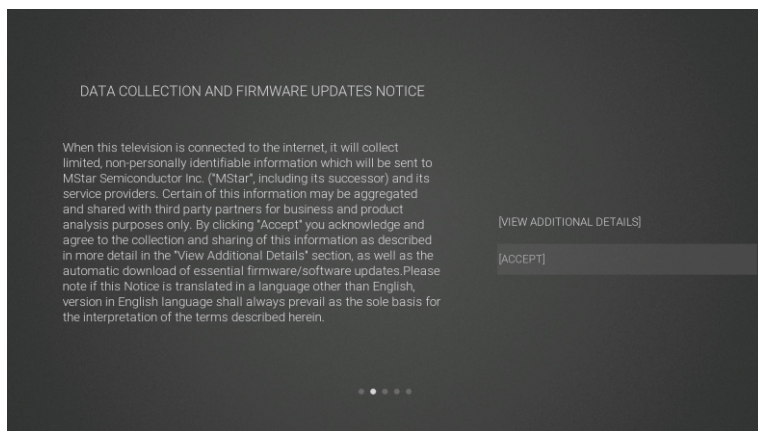 DATA COLLECTION AND FIRMWARE UPDATES NOTICE
When this television is connected to the internet, it will collect
limited, non-personally identifiable information which will be sent to
MStar Semiconductor Inc. ("MStar", including its successor) and its
service providers. Certain of this information may be aggregated
and shared with third party partners for business and product
analysis purposes only. By clicking "Accept" you acknowledge and
agree to the collection and sharing of this information as described
in more detail in the "View Additional Details" section, as well as the
automatic download of essential firmware/software updates.Please
note if this Notice is translated in a language other than English,
version in English language shall always prevail as the sole basis for
the interpretation of the terms described herein.
[VIEW ADDITIONAL DETAILS]
[ACCEPT]